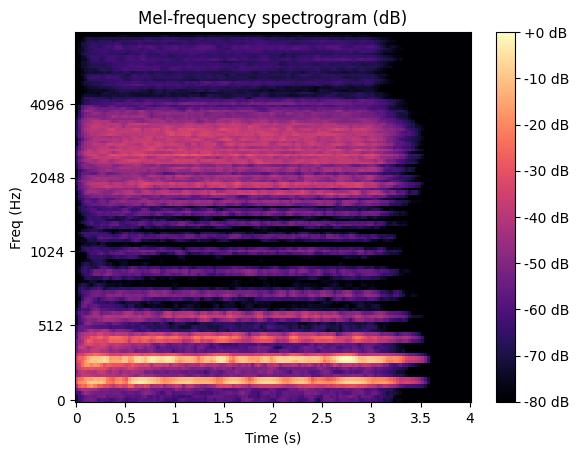 Mel-frequency spectrogram (dB)
Freq (Hz)
4096
2048
1024
512
0
0
0.5
1
1.5
2
2.5
3
3.5
4
Time (s)
+0 dB
-10 dB
-20 dB
-30 dB
-40 dB
-50 dB
-60 dB
-70 dB
-80 dB